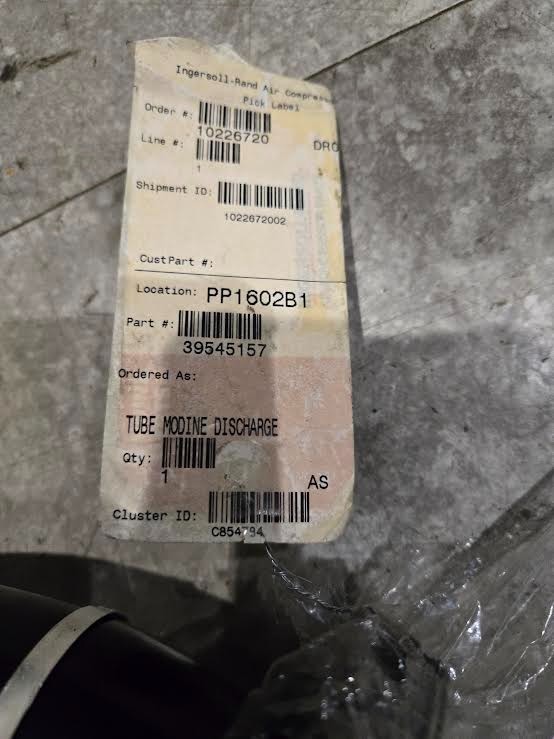 Ingersoll-Rand Air
Pick Label
Order #:
10226720
DRO
Line #:
1
Shipment ID:
1022672002
CustPart #:
Location: PP1602B1
Part #:
39545157
Ordered As:
TUBE MODINE DISCHARGE
Qty:
1
AS
Cluster ID: